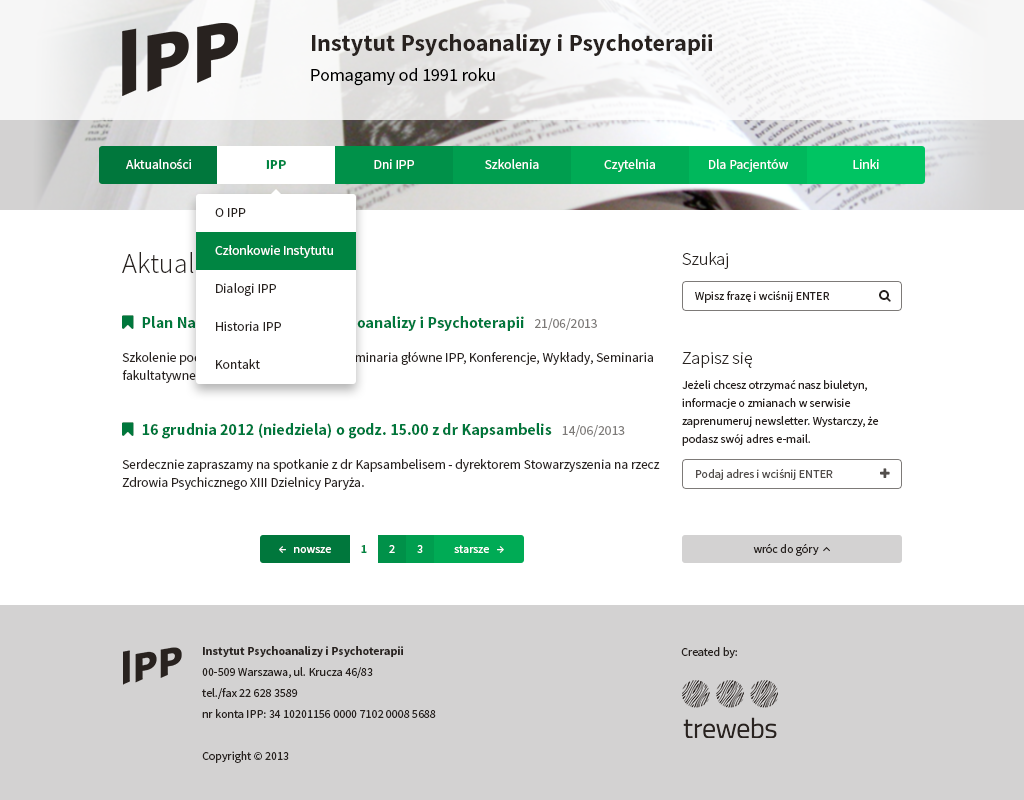 IPP
Instytut Psychoanalizy i Psychoterapii
Pomagamy od 1991 roku
Aktualności
IPP
Dni IPP
Szkolenia
Czytelnia
Dla Pacjentów
Linki
O IPP
Członkowie Instytutu
Dialogi IPP
Historia IPP
Kontakt
Aktual
Plan Na
oanalizy i Psychoterapii 21/06/2013
główne IPP, Konferencje, Wykłady, Seminaria
fakultatywne
16 grudnia 2012 (niedziela) o godz. 15.00 z dr Kapsambelis 14/06/2013
Serdecznie zapraszamy na spotkanie z dr Kapsambelisem - dyrektorem Stowarzyszenia na rzecz
Zdrowia Psychicznego XIII Dzielnicy Paryża.
← nowsze 1 2 3 starsze →
Szukaj
Wpisz frazę i wciśnij ENTER
Zapisz się
Jeżeli chcesz otrzymać nasz biuletyn,
informacje o zmianach w serwisie
zaprenumeruj newsletter. Wystarczy, że
podasz swój adres e-mail.
Podaj adres i wciśnij ENTER
wróc do góry
IPP
Instytut Psychoanalizy i Psychoterapii
00-509 Warszawa, ul. Krucza 46/83
tel./fax 22 628 3589
nr konta IPP: 34 10201156 0000 7102 0008 5688
Copyright © 2013
Created by:
trewebs